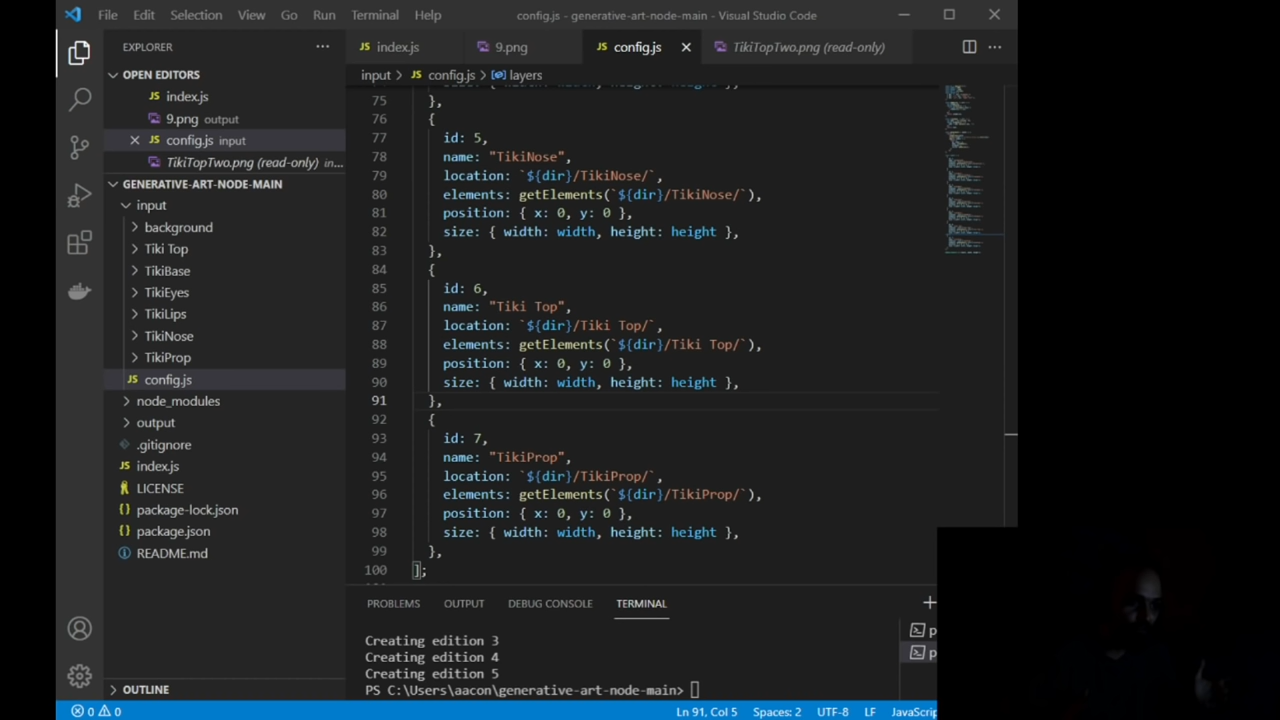 File Edit Selection View Go Run Terminal Help
config.js - generative-art-node-main - Visual Studio Code
EXPLORER
OPEN EDITORS
index.js
9.png output
config.js input
TikiTopTwo.png (read-only) in...
GENERATIVE-ART-NODE-MAIN
input
background
Tiki Top
TikiBase
TikiEyes
TikiLips
TikiNose
TikiProp
config.js
node_modules
output
.gitignore
index.js
LICENSE
package-lock.json
package.json
README.md
OUTLINE
index.js 9.png config.js TikiTopTwo.png (read-only)
input > config.js > layers
75 },
76 {
77 id: 5,
78 name: "TikiNose",
79 location: `${dir}/TikiNose/`,
80 elements: getElements(`${dir}/TikiNose/`),
81 position: { x: 0, y: 0 },
82 size: { width: width, height: height },
83 },
84 {
85 id: 6,
86 name: "Tiki Top",
87 location: `${dir}/Tiki Top/`,
88 elements: getElements(`${dir}/Tiki Top/`),
89 position: { x: 0, y: 0 },
90 size: { width: width, height: height },
91 },
92 {
93 id: 7,
94 name: "TikiProp",
95 location: `${dir}/TikiProp/`,
96 elements: getElements(`${dir}/TikiProp/`),
97 position: { x: 0, y: 0 },
98 size: { width: width, height: height },
99 },
100 ];
PROBLEMS OUTPUT DEBUG CONSOLE TERMINAL
Creating edition 3
Creating edition 4
Creating edition 5
PS C:\Users\aacon\generative-art-node-main>
p
p
0 0 Ln 91, Col 5 Spaces: 2 UTF-8 LF JavaScrip